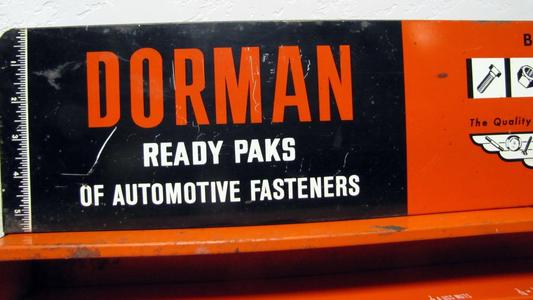 DORMAN
READY PAKS
OF AUTOMOTIVE FASTENERS
B
The Quality